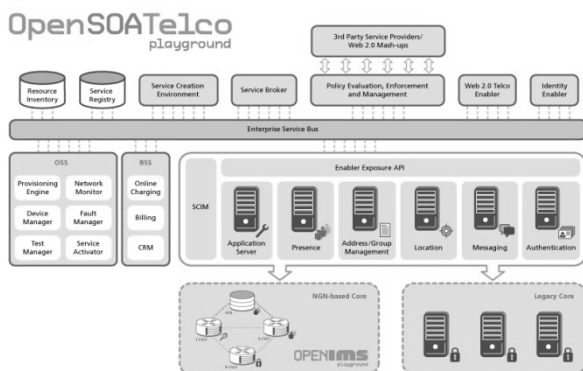 OpenSOATelco
playground
3rd Party Service Providers/
Web 2.0 Mash-ups
Resource
Inventory
Service
Registry
Service Creation
Environment
Service Broker
Policy Evaluation, Enforcement
and Management
Web 2.0 Telco
Enabler
Identity
Enabler
Enterprise Service Bus
OSS
Provisioning
Engine
Network
Monitor
Device
Manager
Fault
Manager
Test
Manager
Service
Activator
BSS
Online
Charging
Billing
CRM
SCIM
Enabler Exposure API
Application
Server
Presence
Address/Group
Management
Location
Messaging
Authentication
NGN-based Core
OPENIMS
playground
Legacy Core